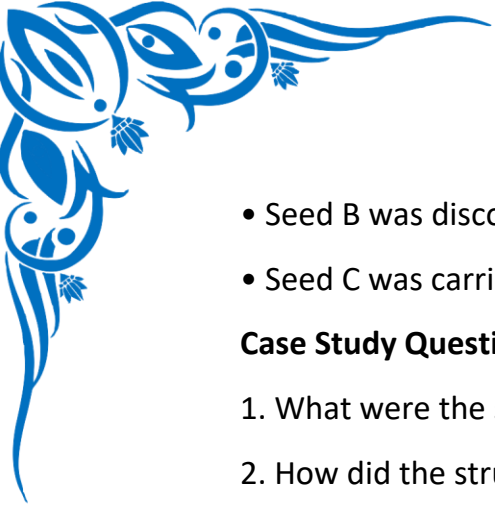 • Seed B was disco
• Seed C was carri
Case Study Questi
1. What were the
2. How did the stru